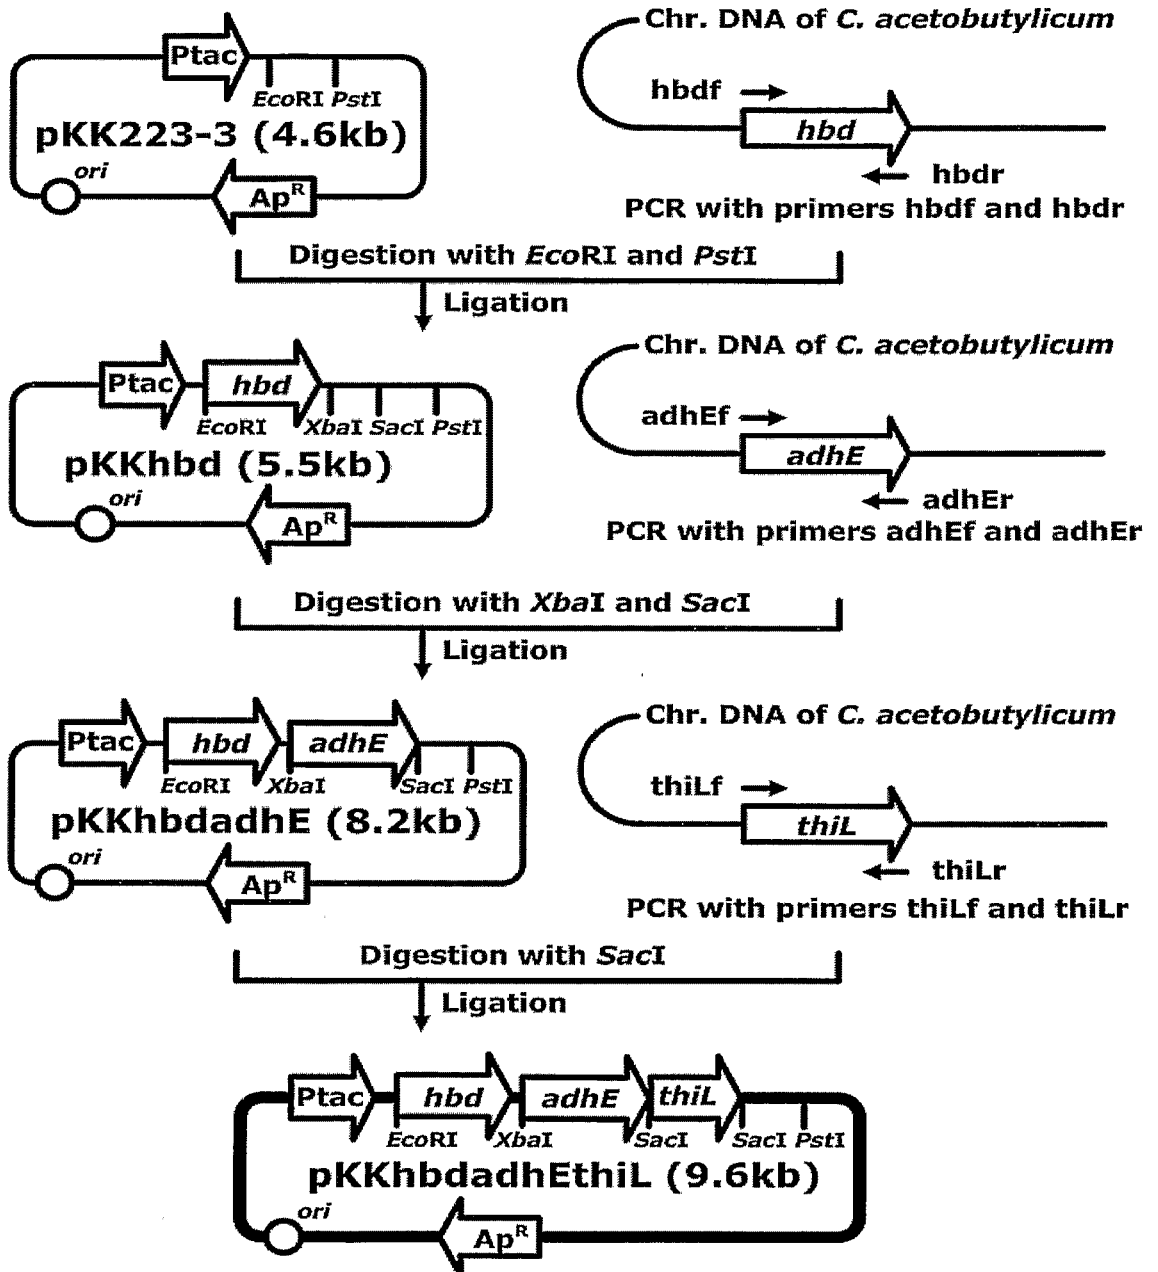 Ptac
EcoRI PstI
pKK223-3 (4.6kb)
ori
Ap^R
Chr. DNA of C. acetobutylicum
hbdf
hbd
hbdr
PCR with primers hbdf and hbdr
Digestion with EcoRI and PstI
Ligation
Ptac hbd
EcoRI XbaI SacI PstI
pKKhbd (5.5kb)
ori
Ap^R
Chr. DNA of C. acetobutylicum
adhEf
adhE
adhEr
PCR with primers adhEf and adhEr
Digestion with XbaI and SacI
Ligation
Ptac hbd adhE
EcoRI XbaI SacI PstI
pKKhbdadhE (8.2kb)
ori
Ap^R
Chr. DNA of C. acetobutylicum
thiLf
thiL
thiLr
PCR with primers thiLf and thiLr
Digestion with SacI
Ligation
Ptac hbd adhE thiL
EcoRI XbaI SacI SacI PstI
pKKhbdadhEthiL (9.6kb)
ori
Ap^R